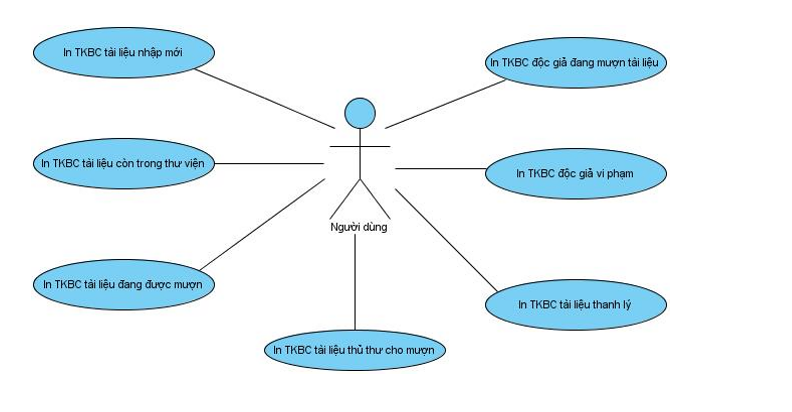 In TKBC tài liệu nhập mới
In TKBC độc giả đang mượn tài liệu
In TKBC tài liệu còn trong thư viện
In TKBC độc giả vi phạm
Người dùng
In TKBC tài liệu đang được mượn
In TKBC tài liệu thanh lý
In TKBC tài liệu thủ thư cho mượn